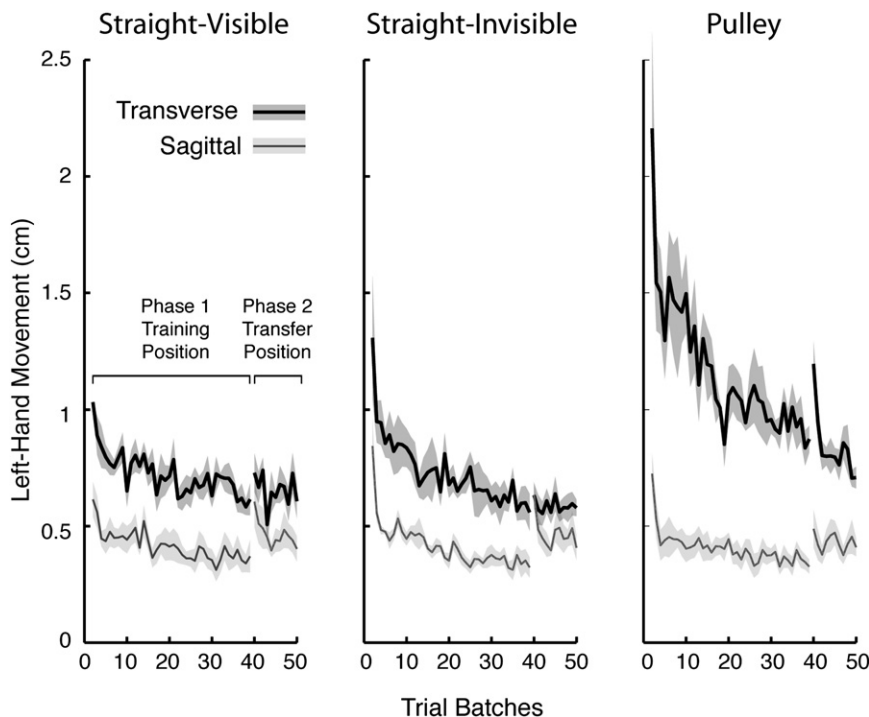 Straight-Visible
Straight-Invisible
Pulley
2.5
2
1.5
1
0.5
0
Left-Hand Movement (cm)
Transverse
Sagittal
Phase 1
Training
Position
Phase 2
Transfer
Position
0 10 20 30 40 50
0 10 20 30 40 50
0 10 20 30 40 50
Trial Batches